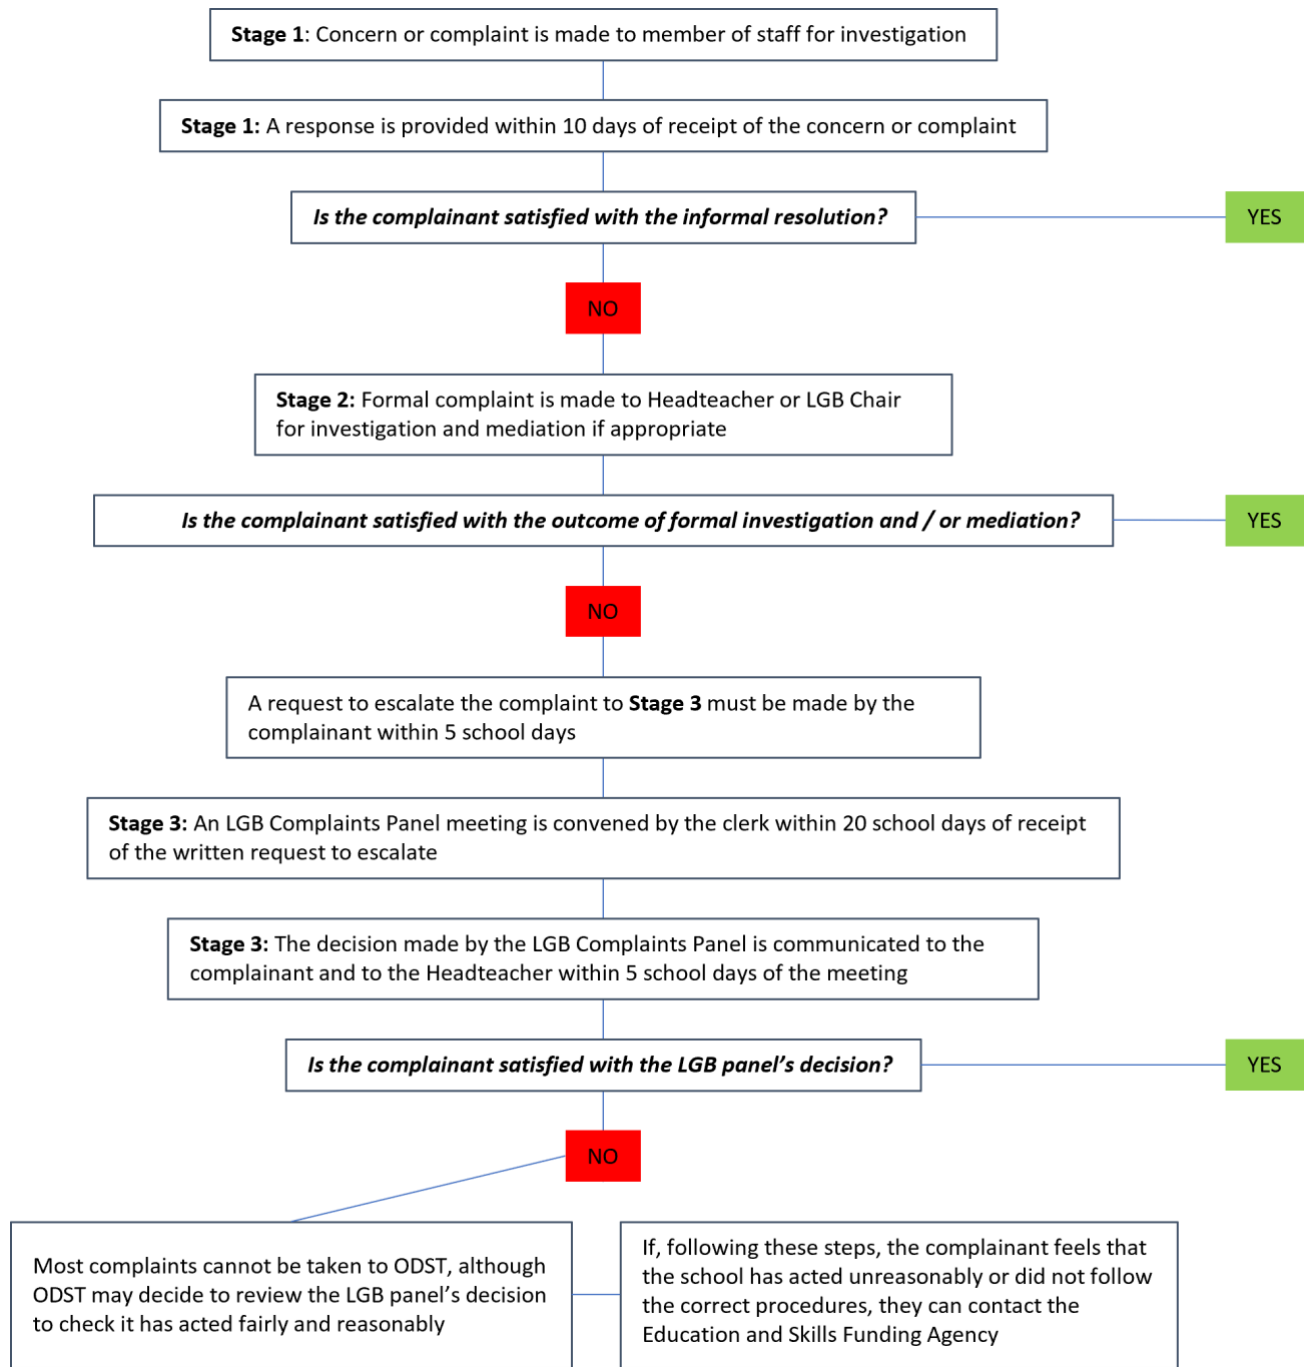 Stage 1: Concern or complaint is made to member of staff for investigation
Stage 1: A response is provided within 10 days of receipt of the concern or complaint
Is the complainant satisfied with the informal resolution?
YES
NO
Stage 2: Formal complaint is made to Headteacher or LGB Chair
for investigation and mediation if appropriate
Is the complainant satisfied with the outcome of formal investigation and / or mediation?
YES
NO
A request to escalate the complaint to Stage 3 must be made by the
complainant within 5 school days
Stage 3: An LGB Complaints Panel meeting is convened by the clerk within 20 school days of receipt
of the written request to escalate
Stage 3: The decision made by the LGB Complaints Panel is communicated to the
complainant and to the Headteacher within 5 school days of the meeting
Is the complainant satisfied with the LGB panel’s decision?
YES
NO
Most complaints cannot be taken to ODST, although
ODST may decide to review the LGB panel’s decision
to check it has acted fairly and reasonably
If, following these steps, the complainant feels that
the school has acted unreasonably or did not follow
the correct procedures, they can contact the
Education and Skills Funding Agency